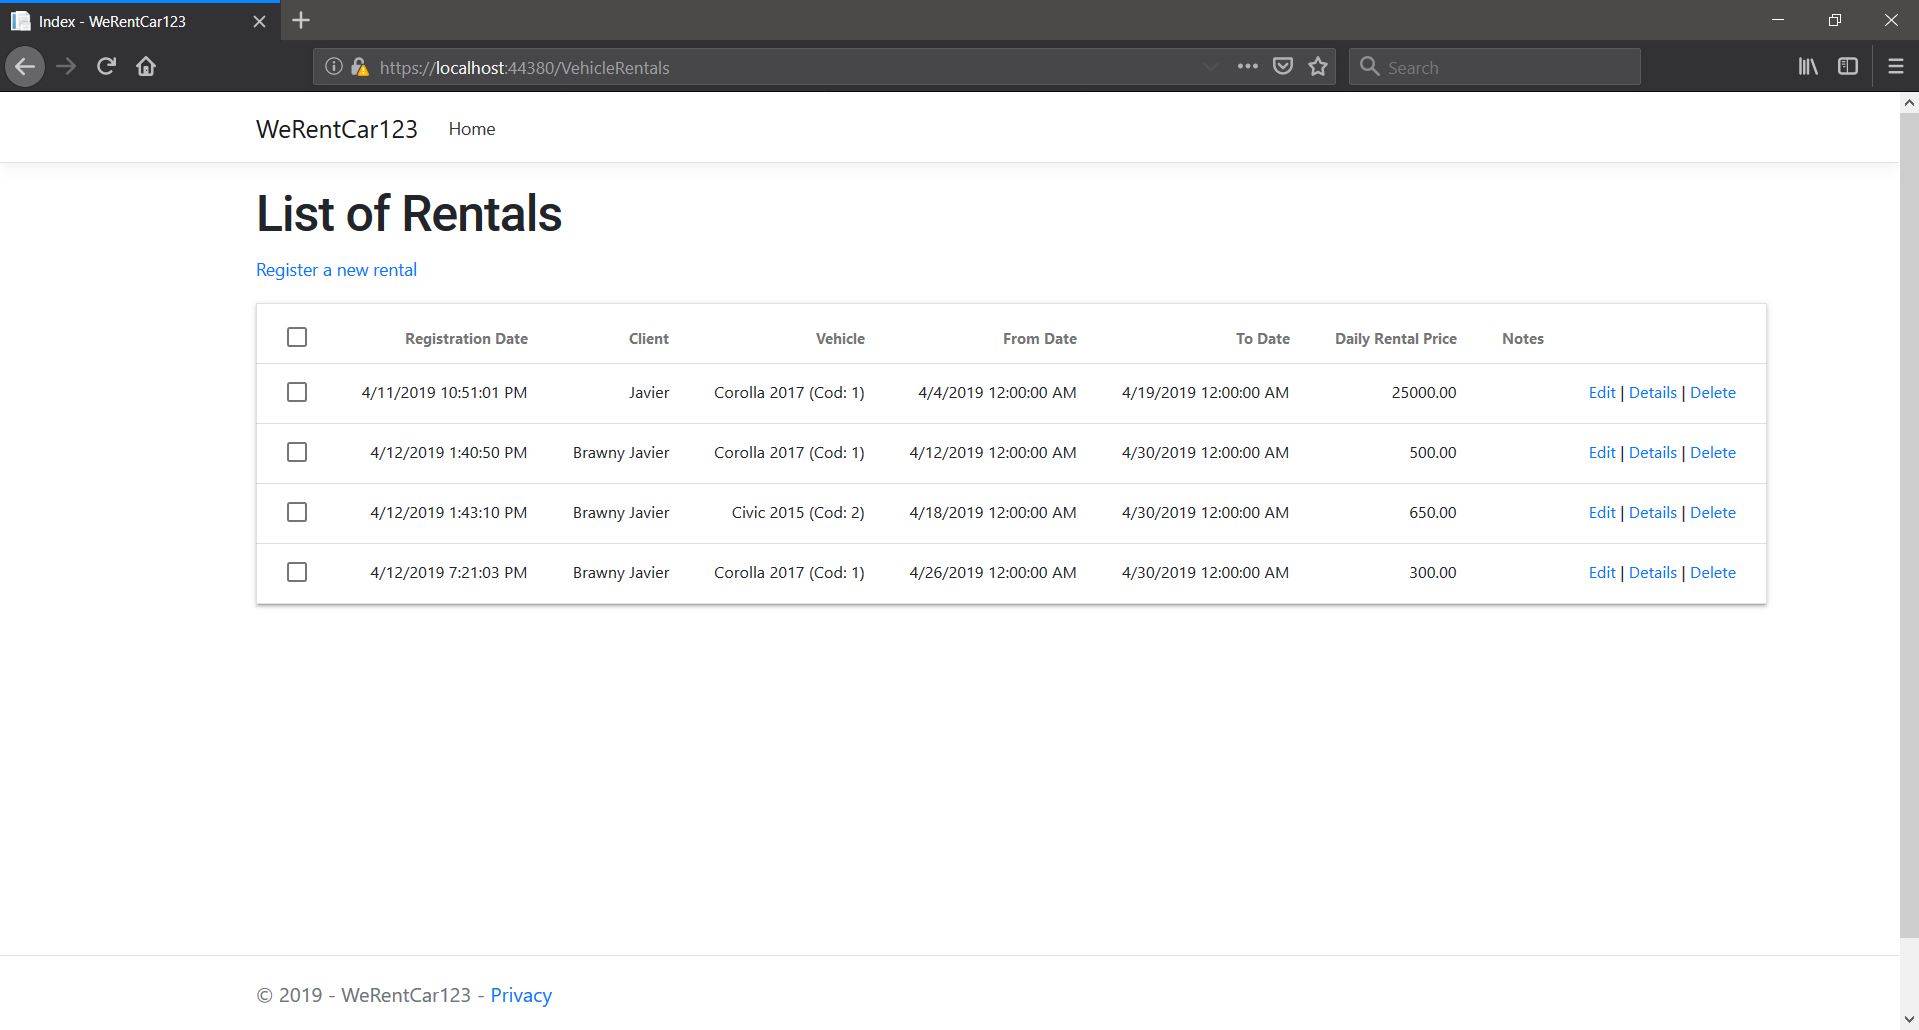 Index - WeRentCar123
https://localhost:44380/VehicleRentals
Search
WeRentCar123 Home
List of Rentals
Register a new rental
Registration Date Client Vehicle From Date To Date Daily Rental Price Notes
4/11/2019 10:51:01 PM Javier Corolla 2017 (Cod: 1) 4/4/2019 12:00:00 AM 4/19/2019 12:00:00 AM 25000.00 Edit | Details | Delete
4/12/2019 1:40:50 PM Brawny Javier Corolla 2017 (Cod: 1) 4/12/2019 12:00:00 AM 4/30/2019 12:00:00 AM 500.00 Edit | Details | Delete
4/12/2019 1:43:10 PM Brawny Javier Civic 2015 (Cod: 2) 4/18/2019 12:00:00 AM 4/30/2019 12:00:00 AM 650.00 Edit | Details | Delete
4/12/2019 7:21:03 PM Brawny Javier Corolla 2017 (Cod: 1) 4/26/2019 12:00:00 AM 4/30/2019 12:00:00 AM 300.00 Edit | Details | Delete
© 2019 - WeRentCar123 - Privacy